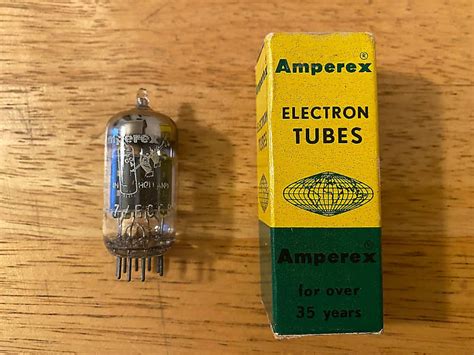 Amperex
HOLLAND
Amperex®
ELECTRON
TUBES
Amperex®
for over
35 years